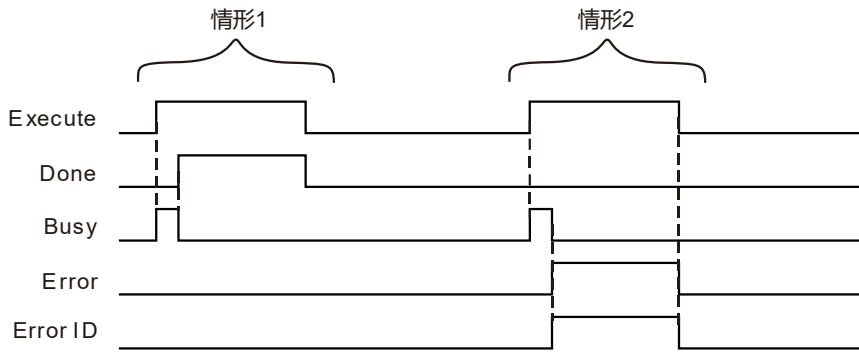 情形1
情形2
Execute
Done
Busy
Error
Error ID